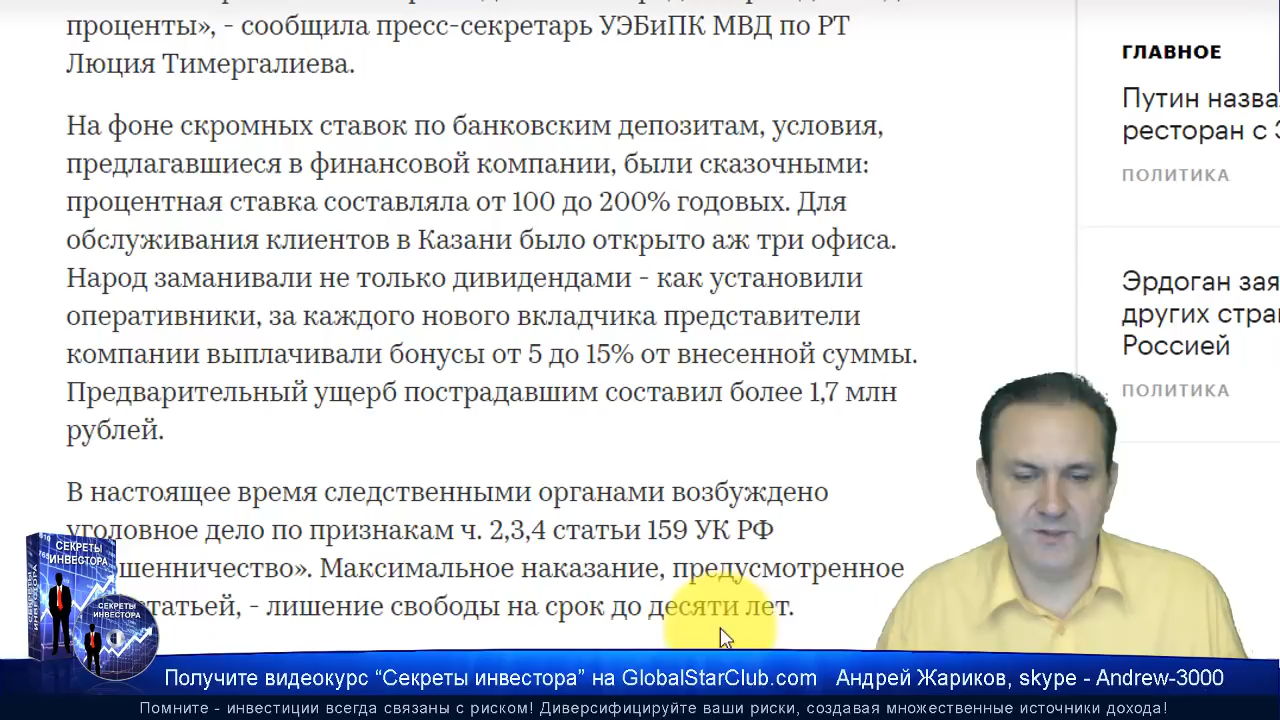 проценты», - сообщила пресс-секретарь УЭБиПК МВД по РТ
Люция Тимергалиева.
На фоне скромных ставок по банковским депозитам, условия,
предлагавшиеся в финансовой компании, были сказочными:
процентная ставка составляла от 100 до 200% годовых. Для
обслуживания клиентов в Казани было открыто аж три офиса.
Народ заманивали не только дивидендами - как установили
оперативники, за каждого нового вкладчика представители
компании выплачивали бонусы от 5 до 15% от внесенной суммы.
Предварительный ущерб пострадавшим составил более 1,7 млн
рублей.
В настоящее время следственными органами возбуждено
уголовное дело по признакам ч. 2,3,4 статьи 159 УК РФ
шенничество». Максимальное наказание, предусмотренное
статьей, - лишение свободы на срок до десяти лет.
ГЛАВНОЕ
Путин назва
ресторан с
ПОЛИТИКА
Эрдоган зая
других стра
Россией
ПОЛИТИКА
СЕКРЕТЫ
ИНВЕСТОРА
СЕКРЕТЫ
ИНВЕСТОРА
СЕКРЕТЫ
ИНВЕСТОРА
Получите видеокурс “Секреты инвестора” на GlobalStarClub.com Андрей Жариков, skype - Andrew-3000
Помните - инвестиции всегда связаны с риском! Диверсифицируйте ваши риски, создавая множественные источники дохода!